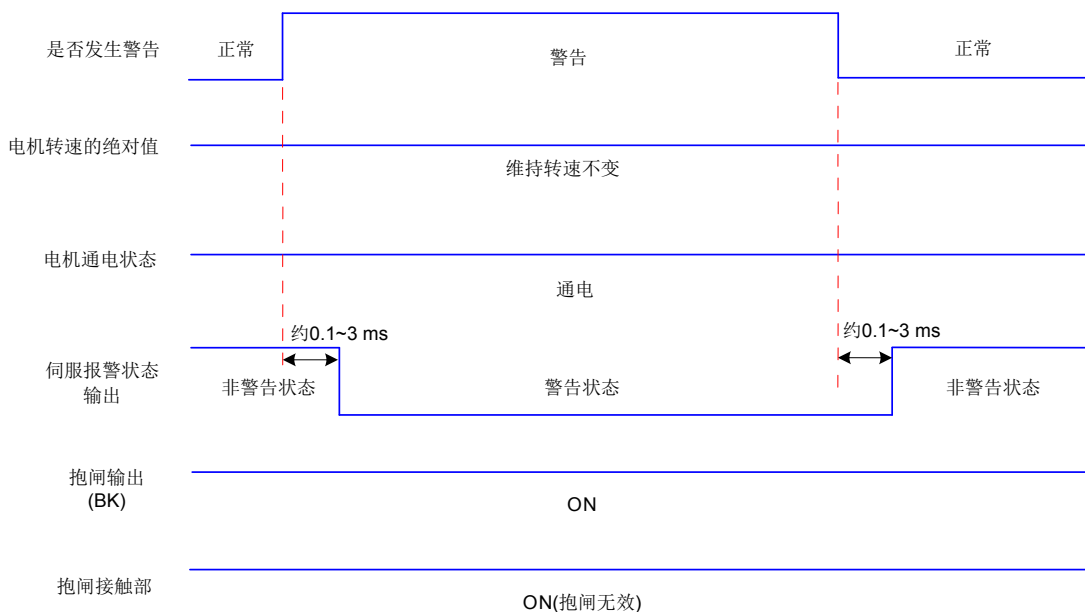 是否发生警告
正常
警告
正常
电机转速的绝对值
维持转速不变
电机通电状态
通电
约0.1~3 ms
约0.1~3 ms
伺服报警状态
输出
非警告状态
警告状态
非警告状态
抱闸输出
(BK)
ON
抱闸接触部
ON(抱闸无效)